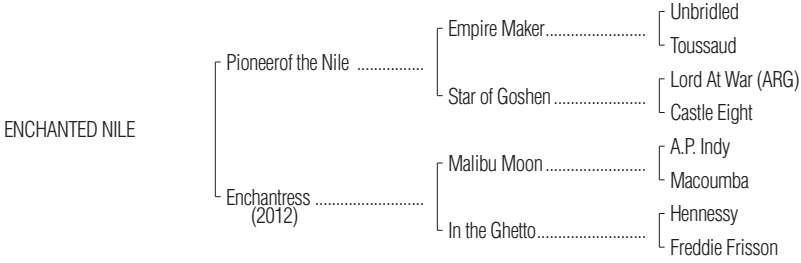 Unbridled
Empire Maker........................
Toussaud
Pioneerof the Nile ................
Lord At War (ARG)
Star of Goshen ......................
Castle Eight
ENCHANTED NILE
A.P. Indy
Malibu Moon ........................
Macoumba
Enchantress ..........................
(2012)
Hennessy
In the Ghetto..........................
Freddie Frisson